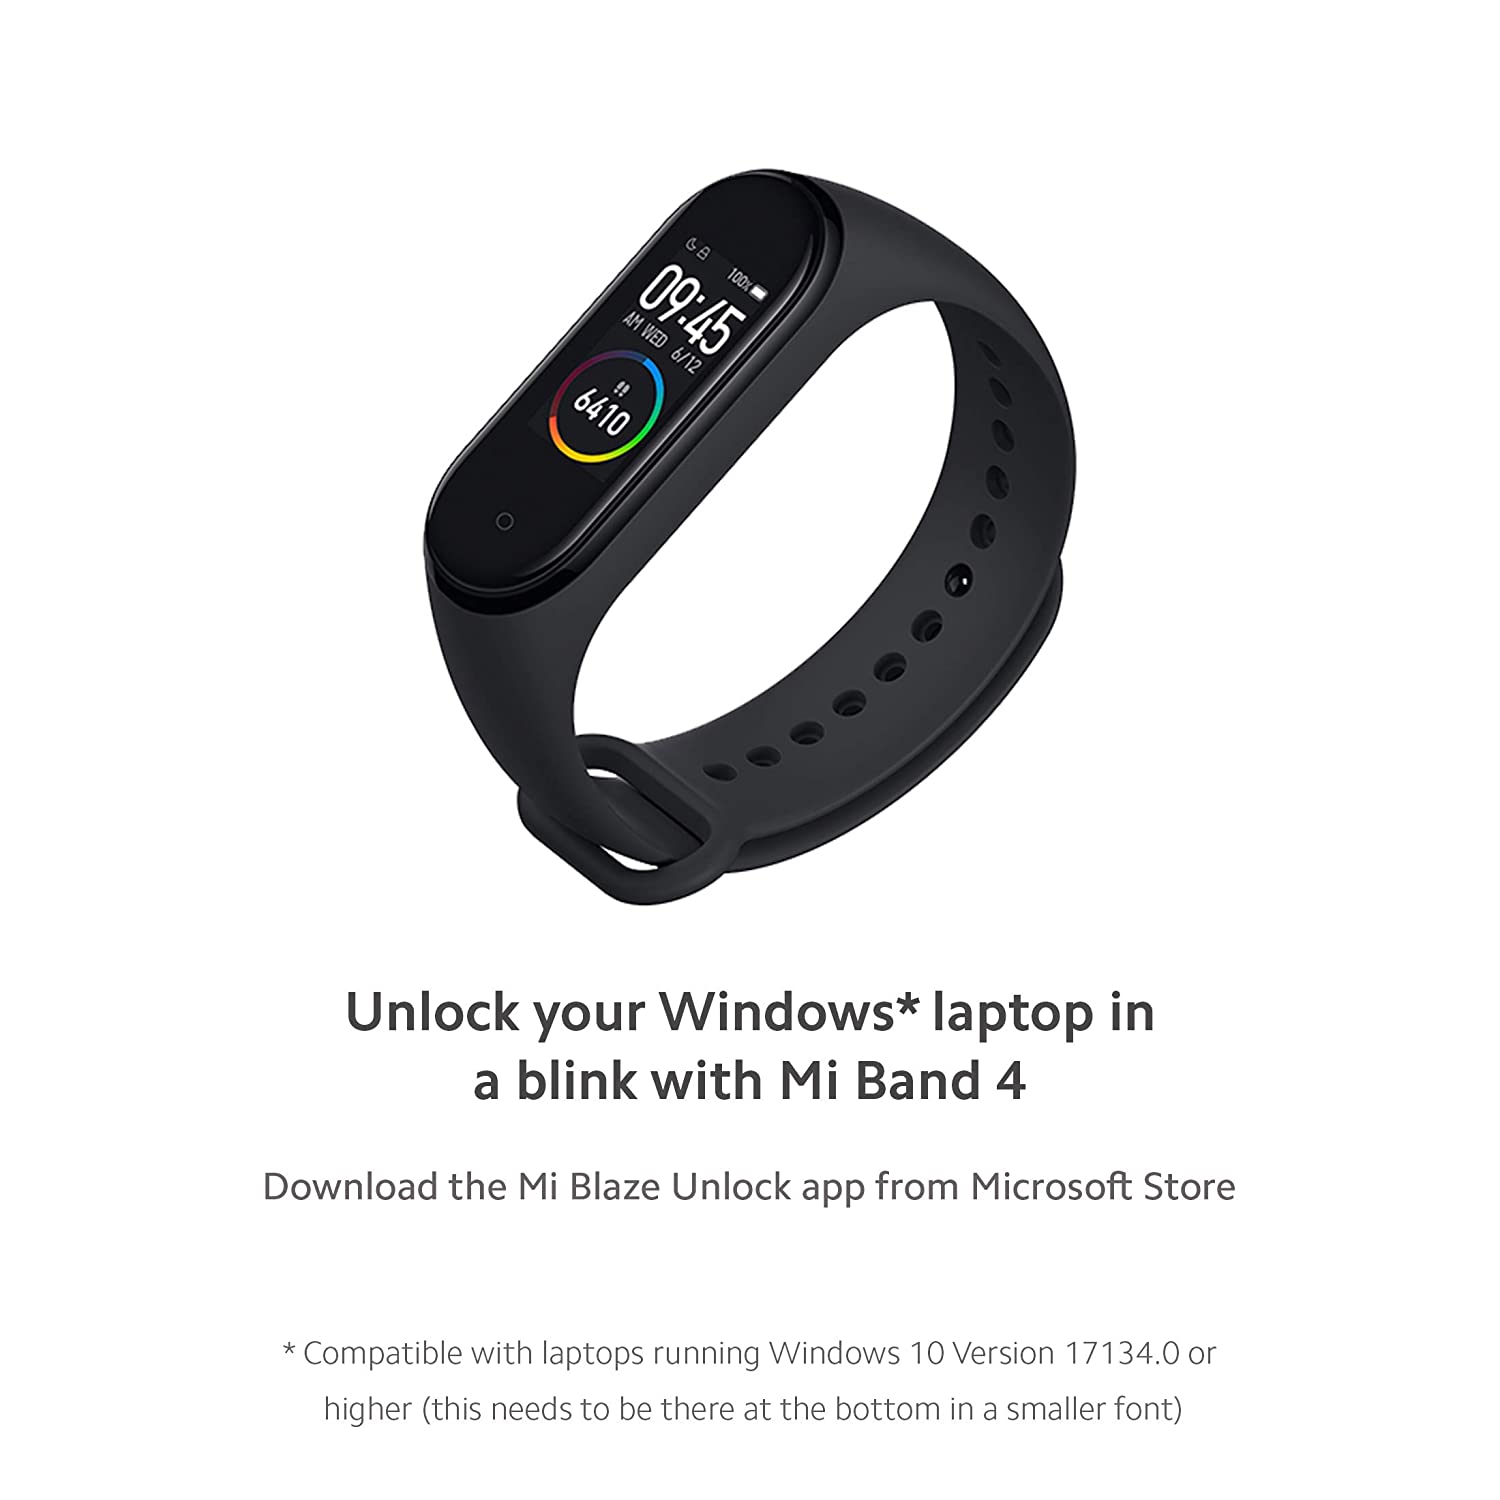 100%
09:45
AM WED 6/12
6410
Unlock your Windows* laptop in
a blink with Mi Band 4
Download the Mi Blaze Unlock app from Microsoft Store
* Compatible with laptops running Windows 10 Version 17134.0 or
higher (this needs to be there at the bottom in a smaller font)